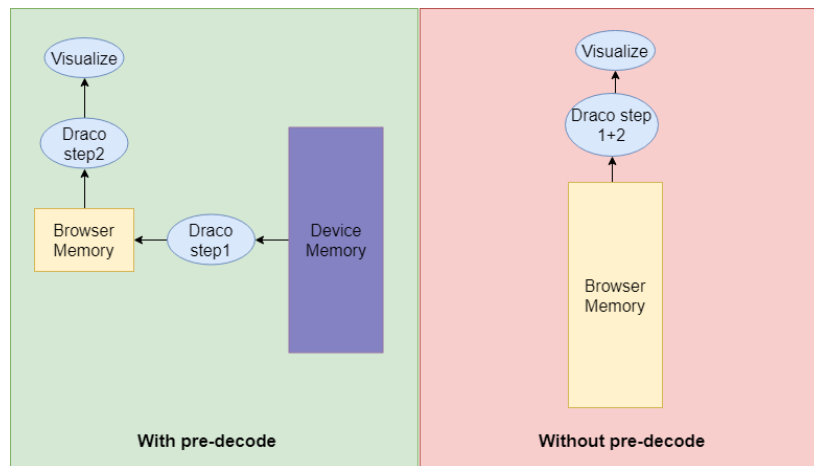 Visualize
Draco
step2
Browser
Memory
Draco
step1
Device
Memory
With pre-decode
Visualize
Draco step
1+2
Browser
Memory
Without pre-decode